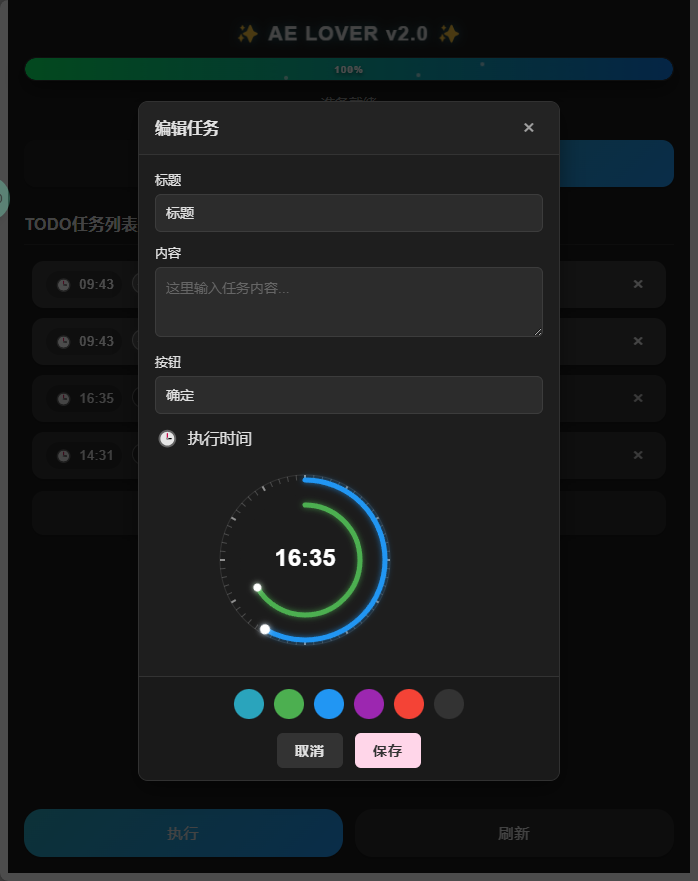 ✨ AE LOVER v2.0 ✨
100%
编辑任务 ×
标题
标题
TODO任务列表
内容
这里输入任务内容...
09:43 ×
09:43 ×
按钮
确定
16:35 ×
执行时间
14:31 ×
16:35
取消 保存
执行 刷新